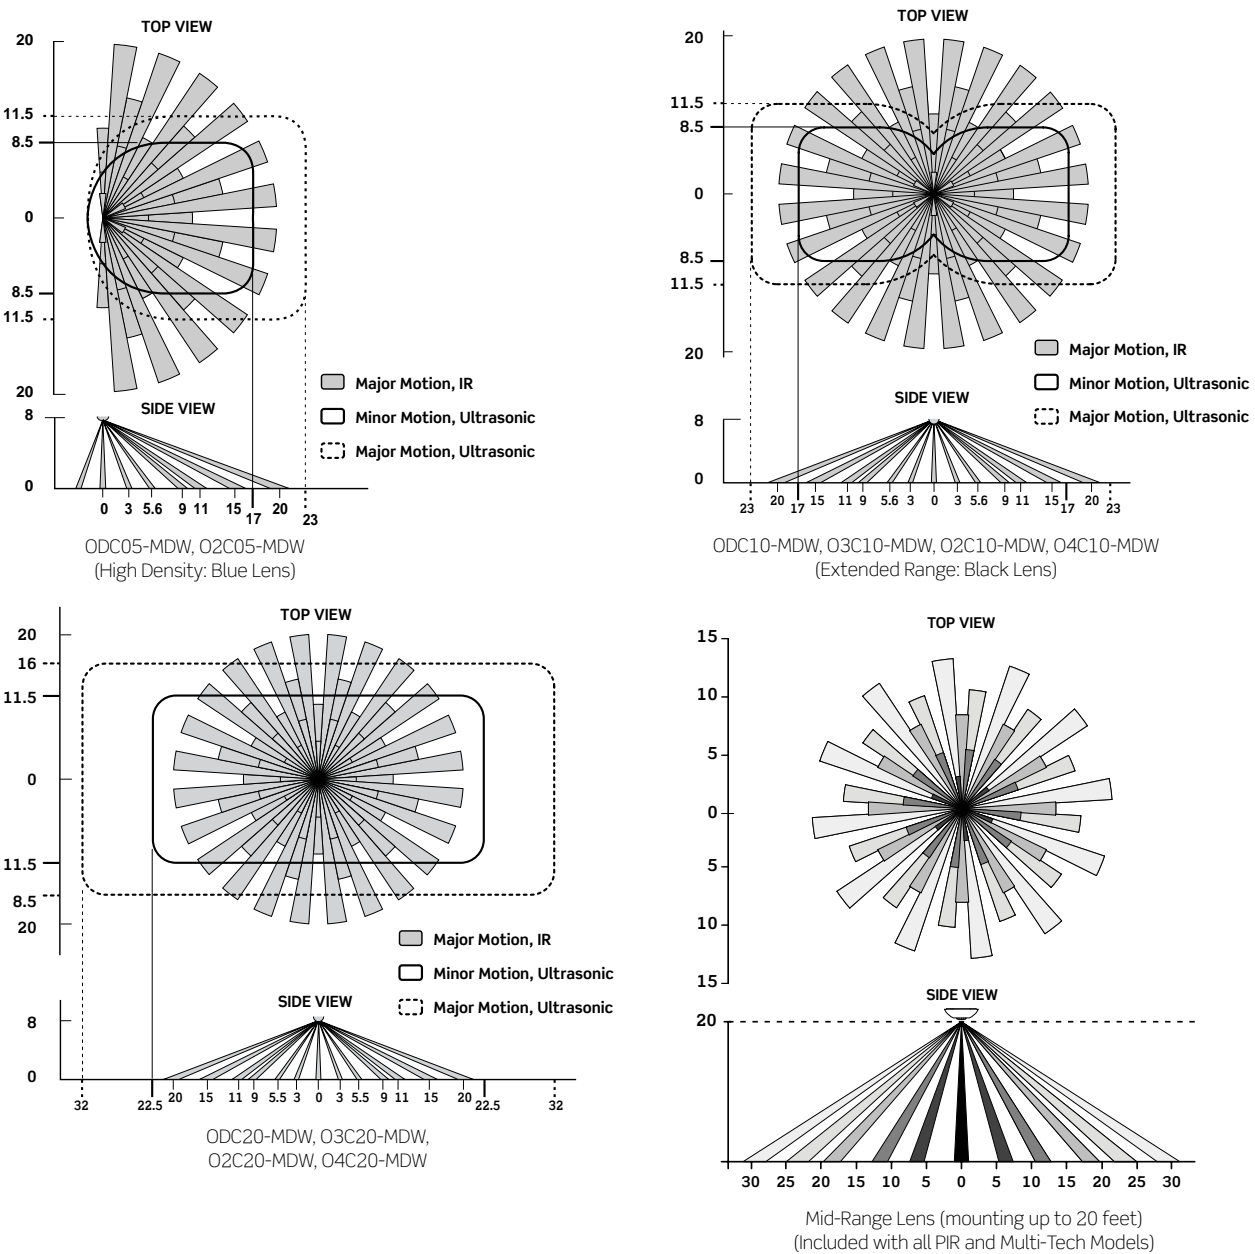 TOP VIEW
20
11.5
8.5
0
8.5
11.5
20
SIDE VIEW
8
0
0 3 5.6 9 11 15 17 20 23
Major Motion, IR
Minor Motion, Ultrasonic
Major Motion, Ultrasonic
ODC05-MDW, O2C05-MDW
(High Density: Blue Lens)
TOP VIEW
20
11.5
8.5
0
8.5
11.5
20
Major Motion, IR
Minor Motion, Ultrasonic
Major Motion, Ultrasonic
SIDE VIEW
8
0
23 20 17 15 11 9 5.6 3 0 3 5.6 9 11 15 17 20 23
ODC10-MDW, O3C10-MDW, O2C10-MDW, O4C10-MDW
(Extended Range: Black Lens)
TOP VIEW
20
16
11.5
0
11.5
8.5
20
Major Motion, IR
Minor Motion, Ultrasonic
Major Motion, Ultrasonic
SIDE VIEW
8
0
32 22.5 20 15 11 9 5.5 3 0 3 5.5 9 11 15 20 22.5 32
ODC20-MDW, O3C20-MDW,
O2C20-MDW, O4C20-MDW
TOP VIEW
15
10
5
0
5
10
15
SIDE VIEW
20
30 25 20 15 10 5 0 5 10 15 20 25 30
Mid-Range Lens (mounting up to 20 feet)
(Included with all PIR and Multi-Tech Models)